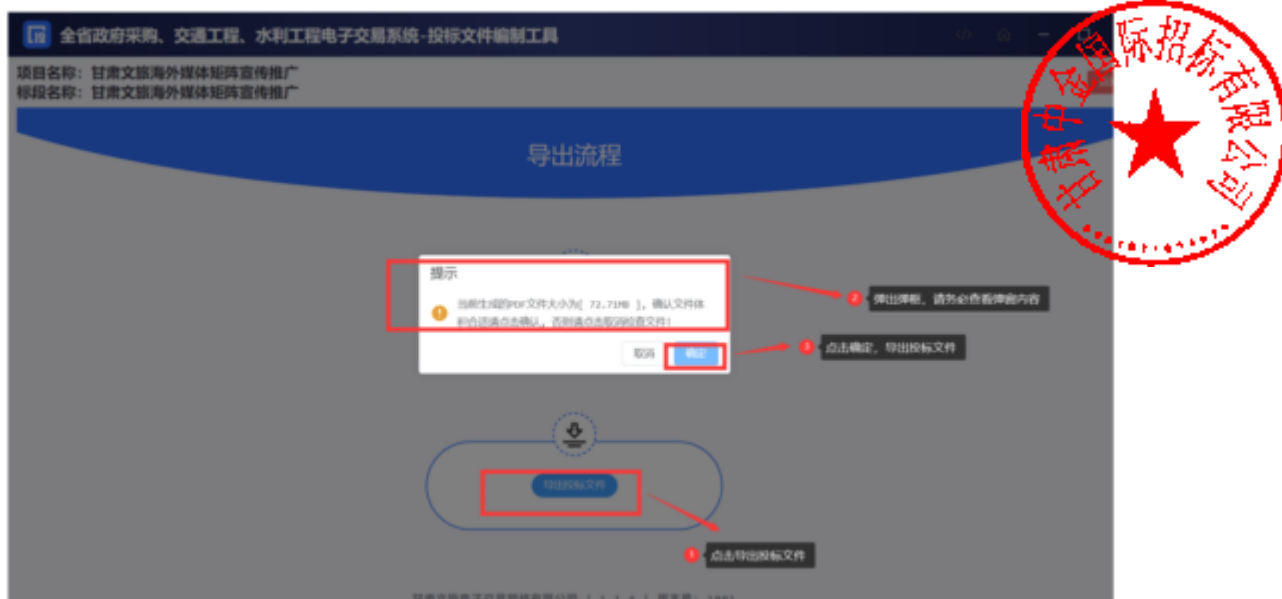 全省政府采购、交通工程、水利工程电子交易系统-投标文件编制工具
项目名称：甘肃文旅海外媒体矩阵宣传推广
标段名称：甘肃文旅海外媒体矩阵宣传推广
甘肃中金国际招标有限公司
导出流程
提示
当前生成的PDF文件大小为[ 72.71MB ]，确认文件体
积合适请点击确认，否则请点击取消检查文件！
取消 确定
2 弹出弹框，请务必查看弹窗内容
3 点击确定，导出投标文件
导出投标文件
1 点击导出投标文件